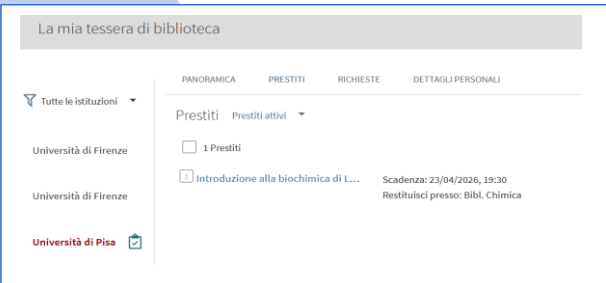 La mia tessera di biblioteca
PANORAMICA PRESTITI RICHIESTE DETTAGLI PERSONALI
Tutte le istituzioni
Prestiti Prestiti attivi
Università di Firenze
1 Prestiti
1 Introduzione alla biochimica di L... Scadenza: 23/04/2026, 19:30
Restituisci presso: Bibl. Chimica
Università di Firenze
Università di Pisa